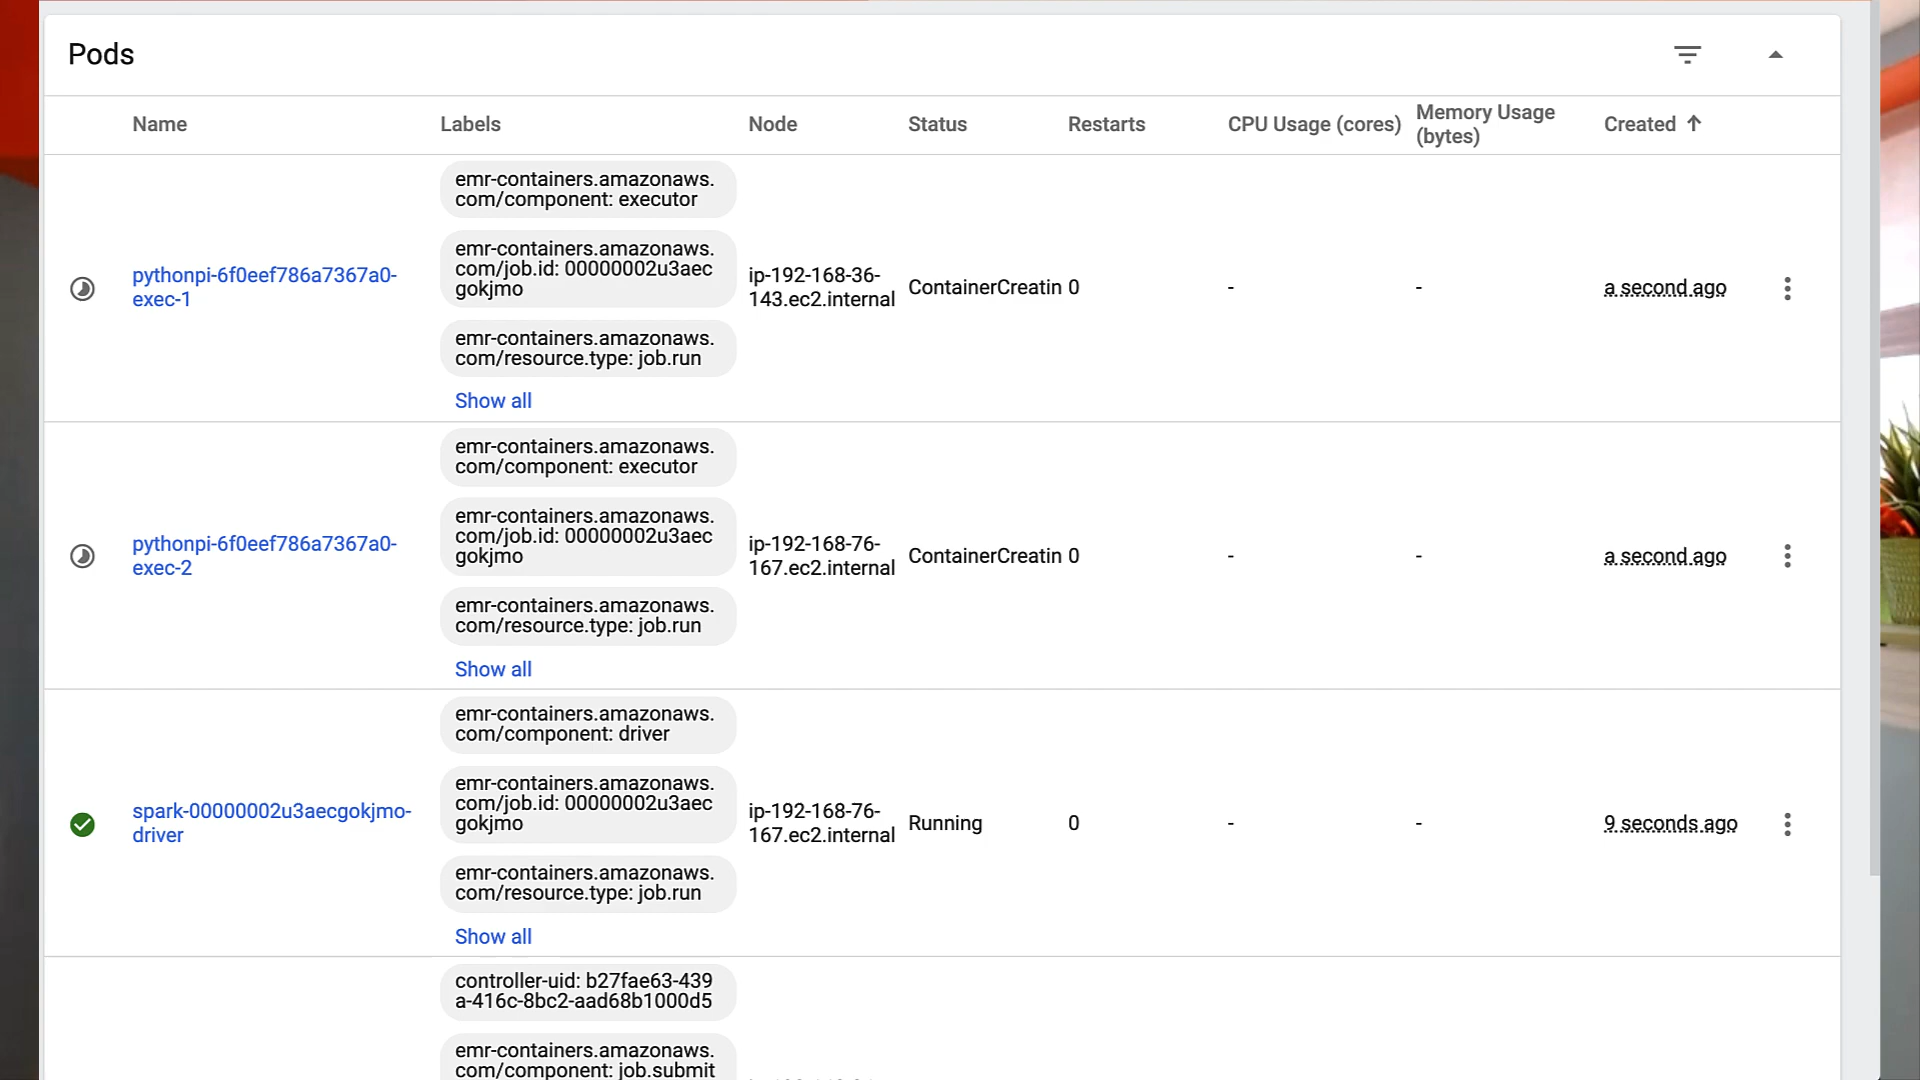 Pods
Name Labels Node Status Restarts CPU Usage (cores) Memory Usage (bytes) Created
emr-containers.amazonaws.
com/component: executor
emr-containers.amazonaws.
com/job.id: 00000002u3aec
gokjmo
pythonpi-6f0eef786a7367a0-
exec-1
ip-192-168-36-
143.ec2.internal
ContainerCreatin 0 - - a second ago
emr-containers.amazonaws.
com/resource.type: job.run
Show all
emr-containers.amazonaws.
com/component: executor
emr-containers.amazonaws.
com/job.id: 00000002u3aec
gokjmo
pythonpi-6f0eef786a7367a0-
exec-2
ip-192-168-76-
167.ec2.internal
ContainerCreatin 0 - - a second ago
emr-containers.amazonaws.
com/resource.type: job.run
Show all
emr-containers.amazonaws.
com/component: driver
emr-containers.amazonaws.
com/job.id: 00000002u3aec
gokjmo
spark-00000002u3aecgokjmo-
driver
ip-192-168-76-
167.ec2.internal
Running 0 - - 9 seconds ago
emr-containers.amazonaws.
com/resource.type: job.run
Show all
controller-uid: b27fae63-439
a-416c-8bc2-aad68b1000d5
emr-containers.amazonaws.
com/component: job.submit